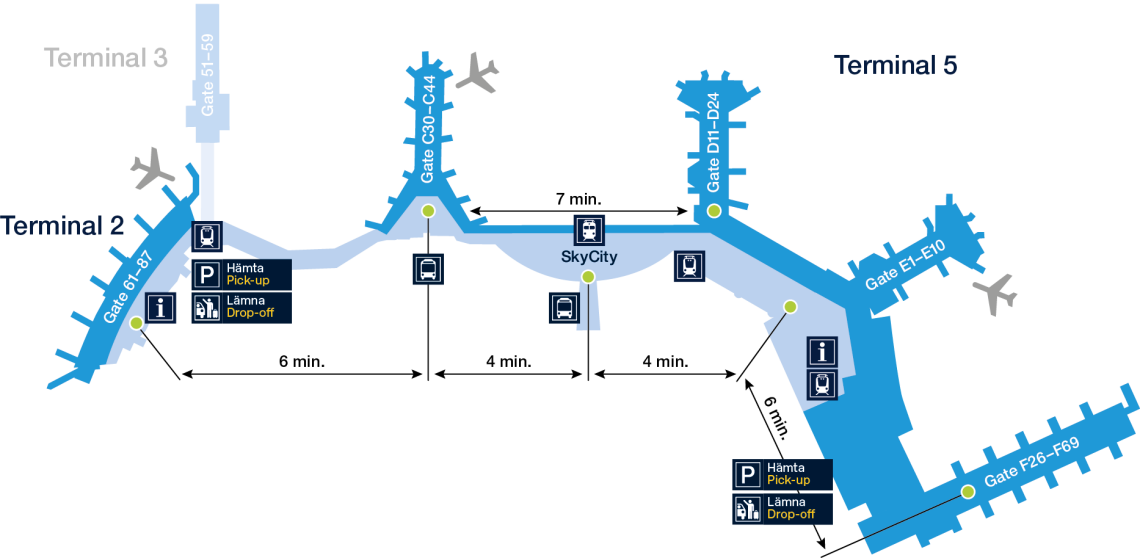 Terminal 3
Gate 51–59
Terminal 5
Gate C30–C44
Gate D11–D24
7 min.
Terminal 2
SkyCity
Gate E1–E10
Gate 61–87
P
Hämta
Pick-up
Lämna
Drop-off
i
i
6 min.
4 min.
4 min.
6 min.
Gate F26–F69
P
Hämta
Pick-up
Lämna
Drop-off